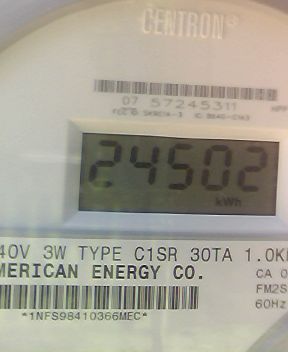 CENTRON®
07 57245311
24502
kWh
40V 3W TYPE C1SR 30TA 1.0K
MERICAN ENERGY CO.
CA 0
FM2S
60Hz
*1NFS98410366MEC*